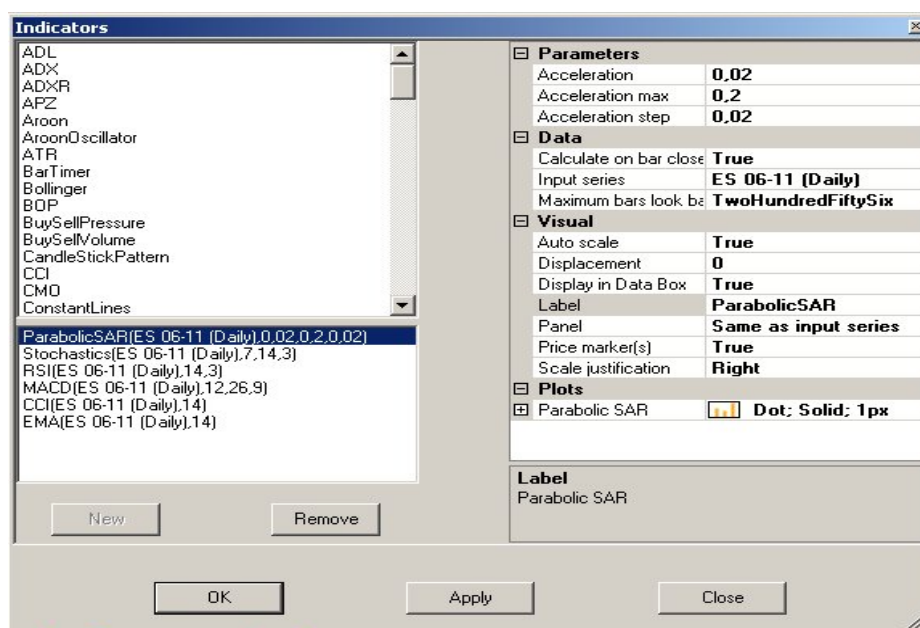 Indicators
ADL
ADX
ADXR
APZ
Aroon
AroonOscillator
ATR
BarTimer
Bollinger
BOP
BuySellPressure
BuySellVolume
CandleStickPattern
CCI
CMO
ConstantLines
ParabolicSAR(ES 06-11 (Daily),0,02,0,2,0,02)
Stochastics(ES 06-11 (Daily),7,14,3)
RSI(ES 06-11 (Daily),14,3)
MACD(ES 06-11 (Daily),12,26,9)
CCI(ES 06-11 (Daily),14)
EMA(ES 06-11 (Daily),14)
New Remove
Parameters
Acceleration 0,02
Acceleration max 0,2
Acceleration step 0,02
Data
Calculate on bar close True
Input series ES 06-11 (Daily)
Maximum bars look ba TwoHundredFiftySix
Visual
Auto scale True
Displacement 0
Display in Data Box True
Label ParabolicSAR
Panel Same as input series
Price marker(s) True
Scale justification Right
Plots
Parabolic SAR Dot; Solid; 1px
Label
Parabolic SAR
OK Apply Close